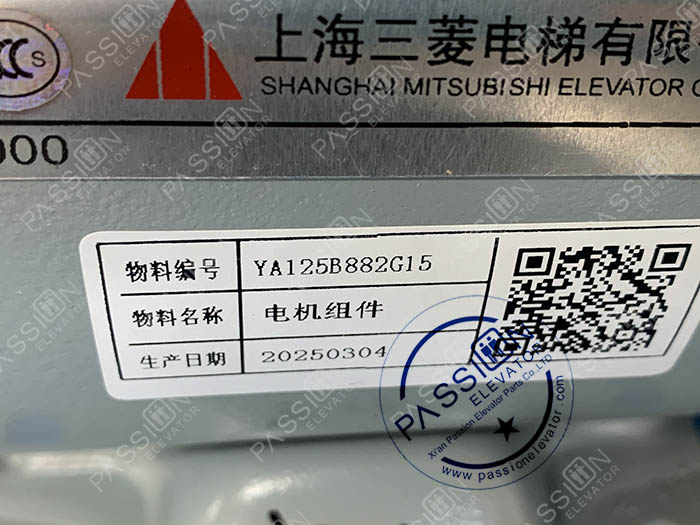 CCC S
上海三菱电梯有限
SHANGHAI MITSUBISHI ELEVATOR C
000
物料编号 YA125B882G15
物料名称 电机组件
生产日期 20250304
PASSION
ELEVATOR
Xi'an Passion Elevator Parts Co.,Ltd
www.passionelevator.com